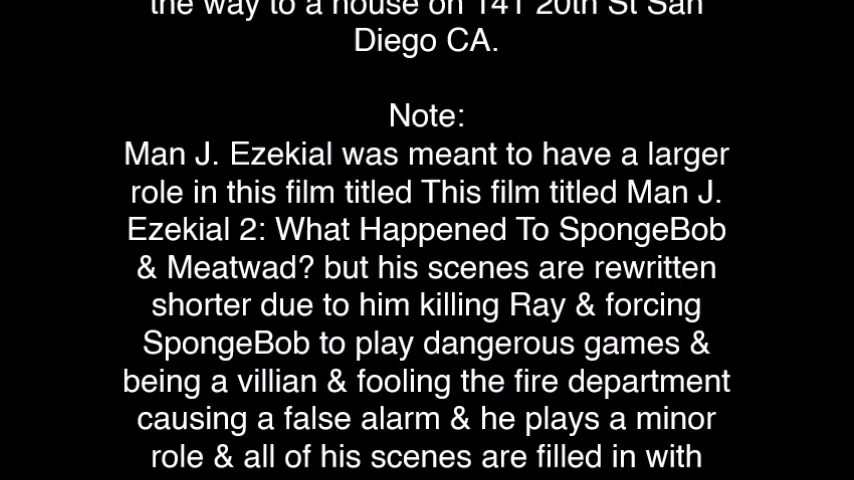 the way to a house on 141 20th St San
Diego CA.
Note:
Man J. Ezekial was meant to have a larger
role in this film titled This film titled Man J.
Ezekial 2: What Happened To SpongeBob
& Meatwad? but his scenes are rewritten
shorter due to him killing Ray & forcing
SpongeBob to play dangerous games &
being a villian & fooling the fire department
causing a false alarm & he plays a minor
role & all of his scenes are filled in with